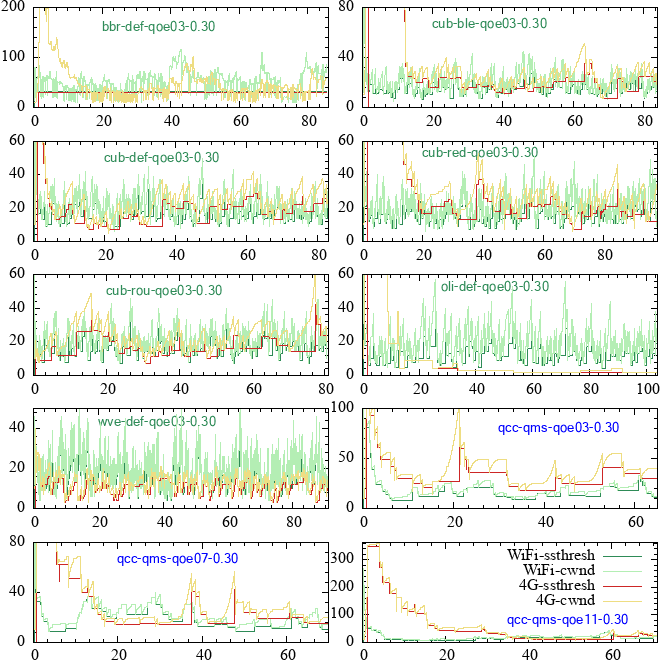 200
100
0
0 20 40 60 80
bbr-def-qoe03-0.30
80
40
0
0 20 40 60 80
cub-ble-qoe03-0.30
60
40
20
0
0 20 40 60 80
cub-def-qoe03-0.30
60
40
20
0
0 20 40 60 80
cub-red-qoe03-0.30
60
40
20
0
0 20 40 60 80
cub-rou-qoe03-0.30
60
40
20
0
0 20 40 60 80 100
oli-def-qoe03-0.30
40
20
0
0 20 40 60 80
wve-def-qoe03-0.30
100
50
0
0 20 40 60
qcc-qms-qoe03-0.30
80
40
0
0 20 40 60
qcc-qms-qoe07-0.30
300
200
100
0
0 20 40 60
WiFi-ssthresh
WiFi-cwnd
4G-ssthresh
4G-cwnd
qcc-qms-qoe11-0.30